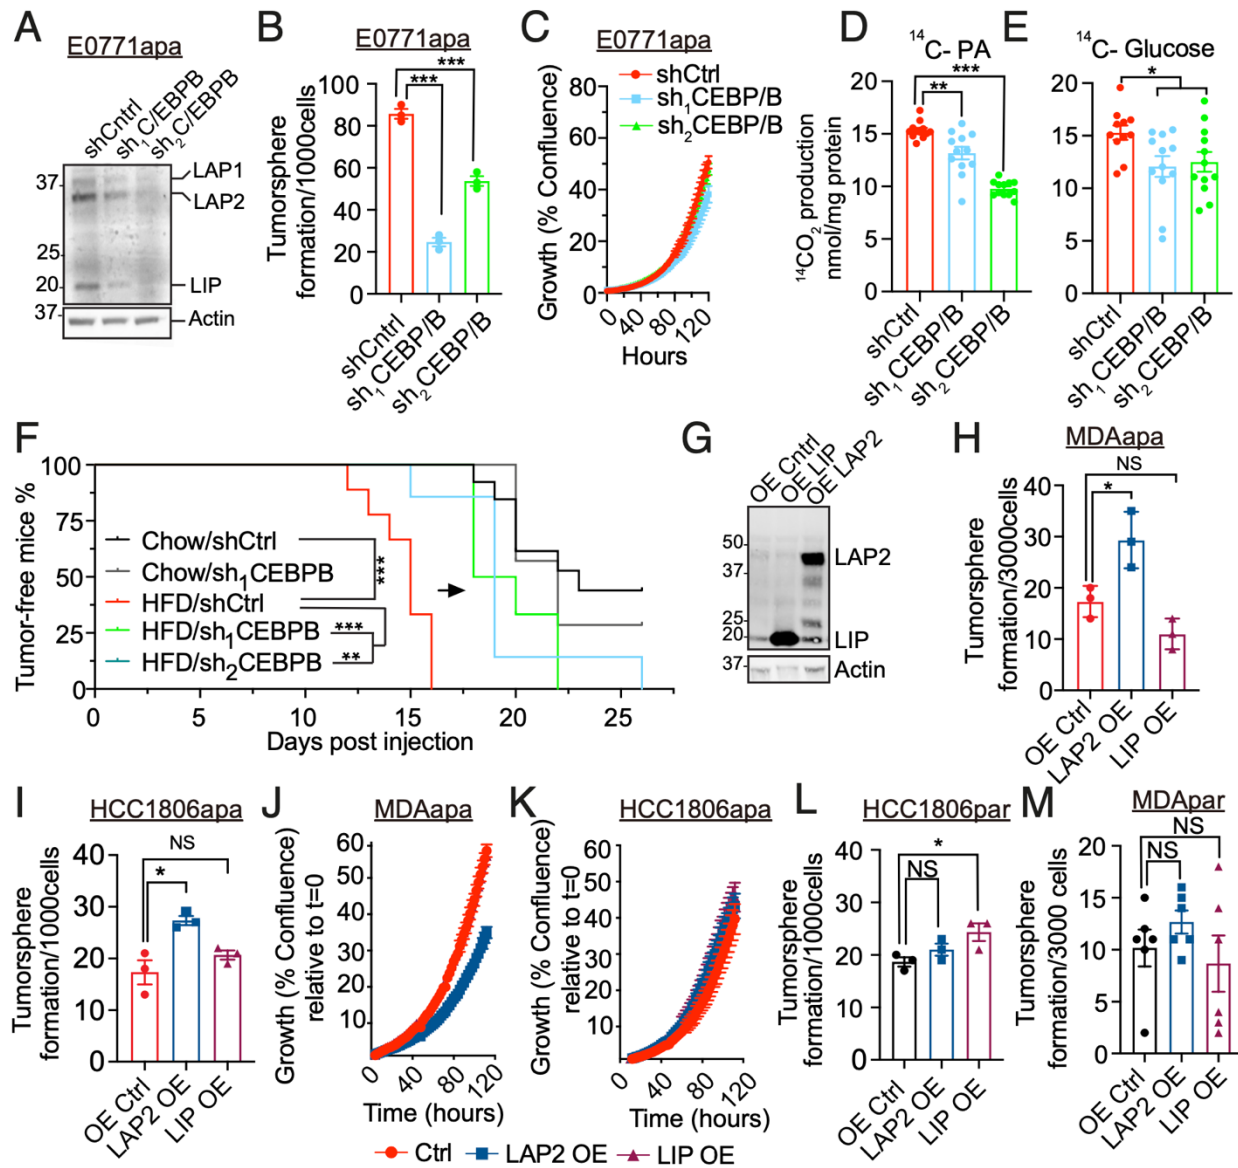 A
E0771apa
shCntrl
sh1C/EBPB
sh2C/EBPB
37
25
20
37
LAP1
LAP2
LIP
Actin
B
E0771apa
Tumorsphere
formation/1000cells
100
80
60
40
20
0
***
***
shCntrl
sh1CEBP/B
sh2CEBP/B
C
E0771apa
shCtrl
sh1CEBP/B
sh2CEBP/B
Growth (% Confluence)
80
70
60
50
40
30
20
10
0
0
40
80
120
Hours
D
14C- PA
14CO2 production
nmol/mg protein
20
15
10
5
0
***
**
shCtrl
sh1CEBP/B
sh2CEBP/B
E
14C- Glucose
20
15
10
5
0
*
shCtrl
sh1CEBP/B
sh2CEBP/B
F
Tumor-free mice %
100
75
50
25
0
Chow/shCtrl
Chow/sh1CEBPB
HFD/shCtrl
HFD/sh1CEBPB
HFD/sh2CEBPB
***
***
**
0
5
10
15
20
25
Days post injection
G
OE Cntrl
OE LIP
OE LAP2
50
37
25
20
37
LAP2
LIP
Actin
H
MDAapa
Tumorsphere
formation/3000cells
40
30
20
10
0
NS
*
OE Ctrl
LAP2 OE
LIP OE
I
HCC1806apa
Tumorsphere
formation/1000cells
40
30
20
10
0
NS
*
OE Ctrl
LAP2 OE
LIP OE
J
MDAapa
Growth (% Confluence)
relative to t=0
60
50
40
30
20
10
0
40
80
120
Time (hours)
K
HCC1806apa
Growth (% Confluence)
relative to t=0
60
50
40
30
20
10
0
40
80
120
Time (hours)
L
HCC1806par
Tumorsphere
formation/1000cells
40
30
20
10
0
*
NS
OE Ctrl
LAP2 OE
LIP OE
M
MDApar
Tumorsphere
formation/3000 cells
20
15
10
5
0
NS
NS
OE Ctrl
LAP2 OE
LIP OE
Ctrl
LAP2 OE
LIP OE